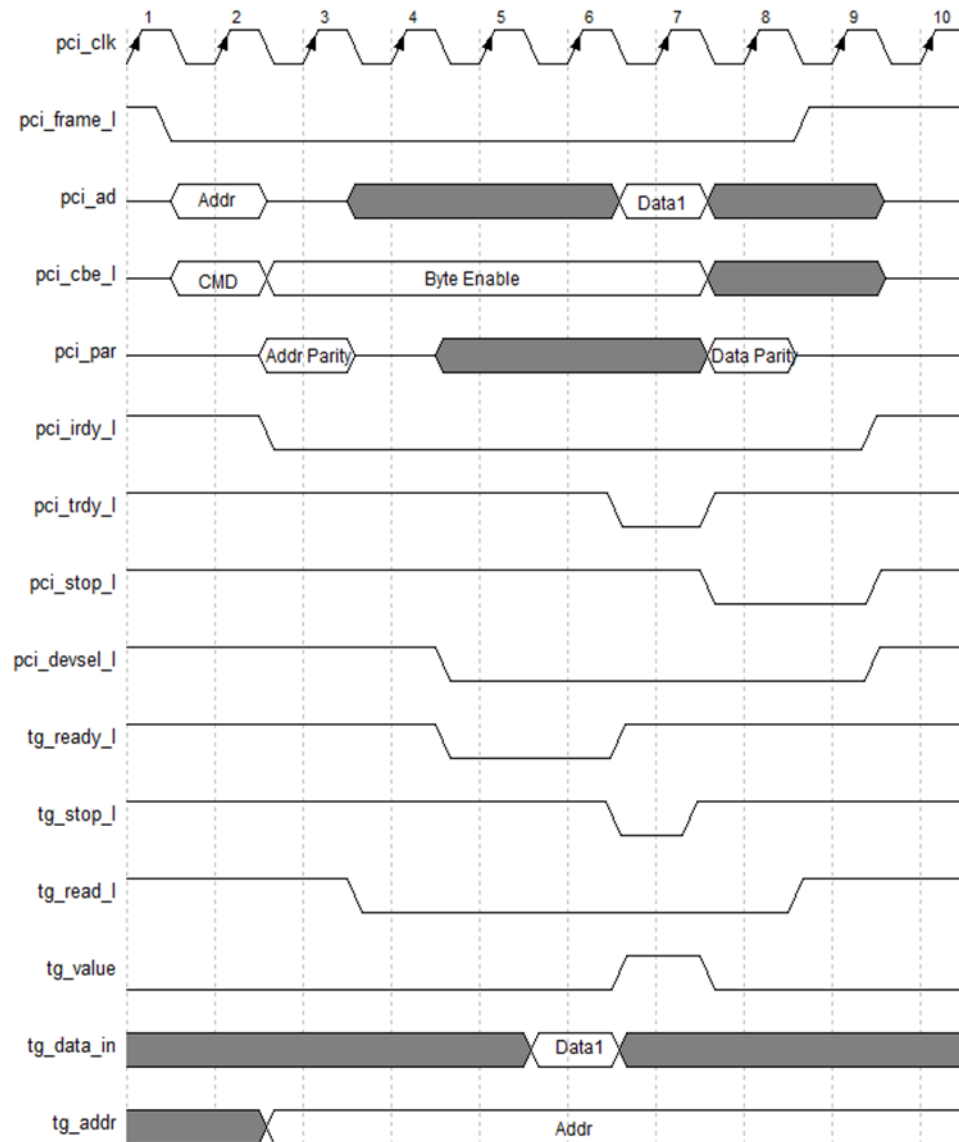 1 2 3 4 5 6 7 8 9 10
pci_clk
pci_frame_l
pci_ad Addr Data1
pci_cbe_l CMD Byte Enable
pci_par Addr Parity Data Parit
pci_irdy_l
pci_trdy_l
pci_stop_l
pci_devsel_l
tg_ready_l
tg_stop_l
tg_read_l
tg_value
tg_data_in Data1
tg_addr Addr